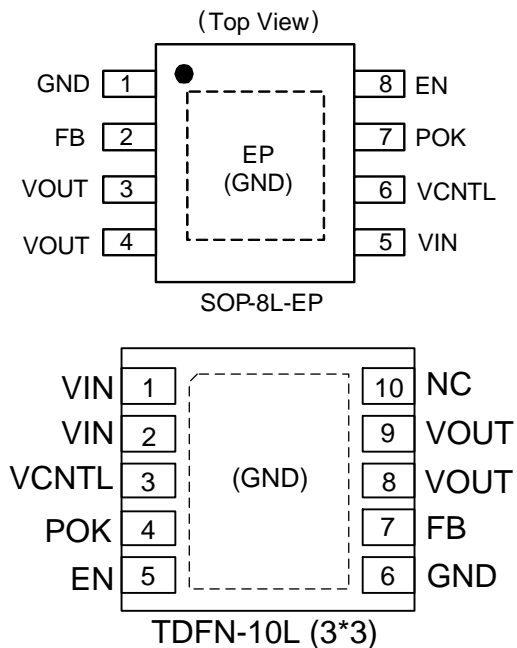 (Top View)
GND 1 8 EN
FB 2 7 POK
EP
(GND)
VOUT 3 6 VCNTL
VOUT 4 5 VIN
SOP-8L-EP
VIN 1 10 NC
VIN 2 9 VOUT
VCNTL 3 (GND) 8 VOUT
POK 4 7 FB
EN 5 6 GND
TDFN-10L (3*3)